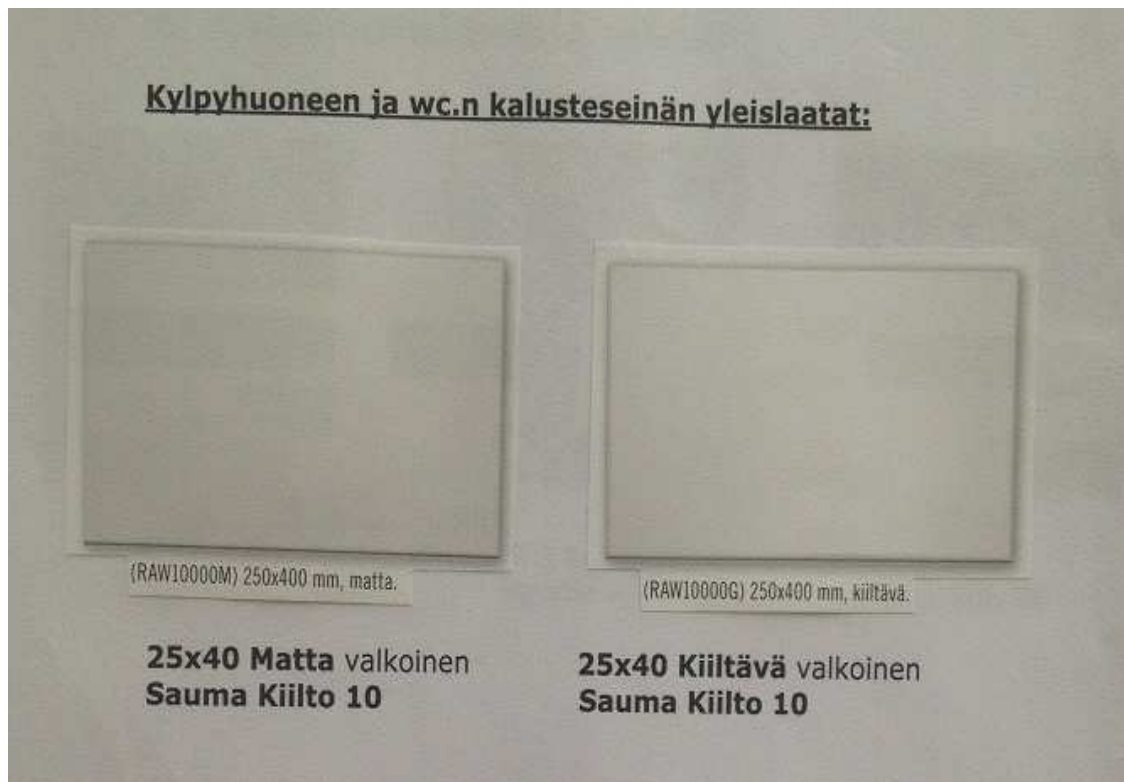 Kylpyhuoneen ja wc.n kalusteseinän yleislaatat:
(RAW10000M) 250x400 mm, matta.
(RAW10000G) 250x400 mm, kiiltävä.
25x40 Matta valkoinen
Sauma Kiilto 10
25x40 Kiiltävä valkoinen
Sauma Kiilto 10